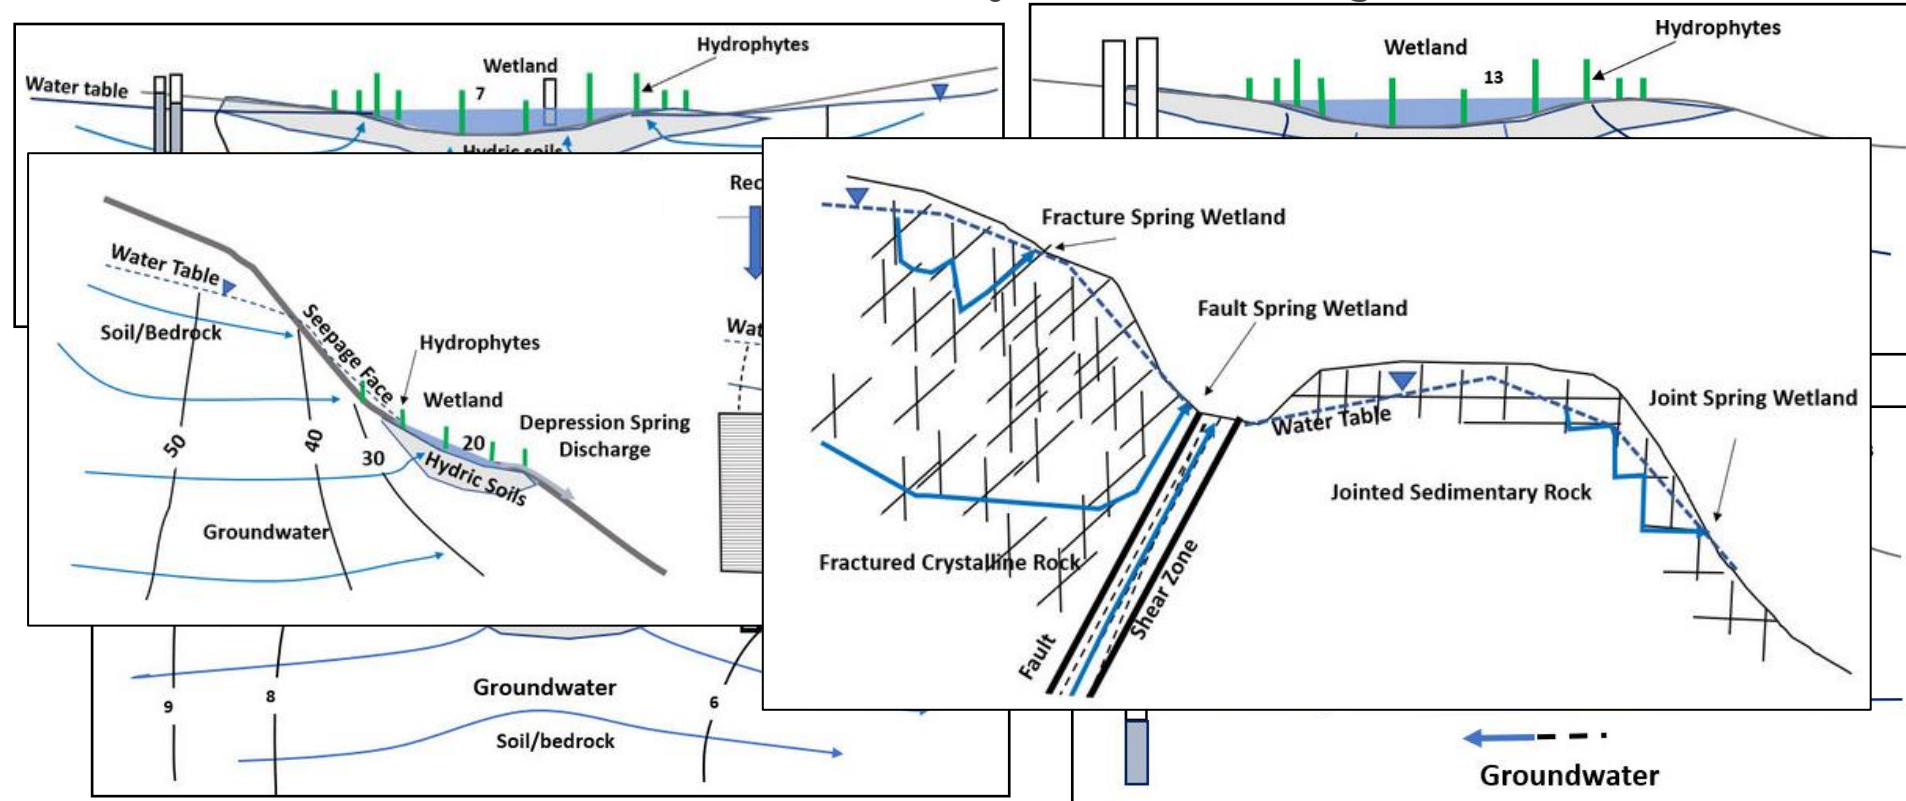 Hydrophytes
Wetland
Water table
7
Hydric soils
Hydrophytes
Wetland
13
Water Table
Soil/Bedrock
Seepage Face
Hydrophytes
Wetland
20
Depression Spring
Discharge
Hydric Soils
50
40
30
Groundwater
Fracture Spring Wetland
Fault Spring Wetland
Joint Spring Wetland
Water Table
Jointed Sedimentary Rock
Fractured Crystalline Rock
Fault
Shear Zone
Groundwater
9
8
6
Soil/bedrock
Groundwater